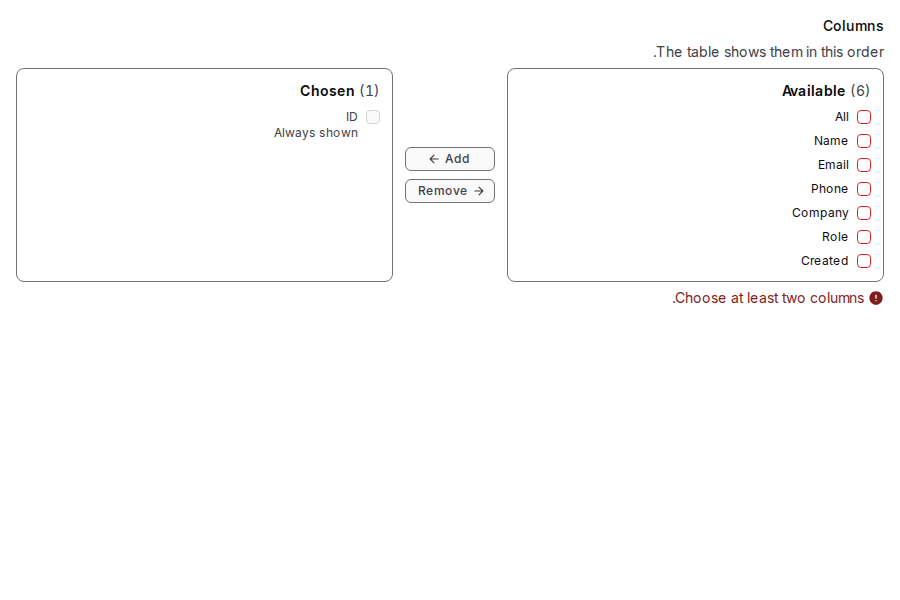 Columns
.The table shows them in this order
Available (6)
All
Name
Email
Phone
Company
Role
Created
← Add
Remove →
Chosen (1)
ID
Always shown
.Choose at least two columns